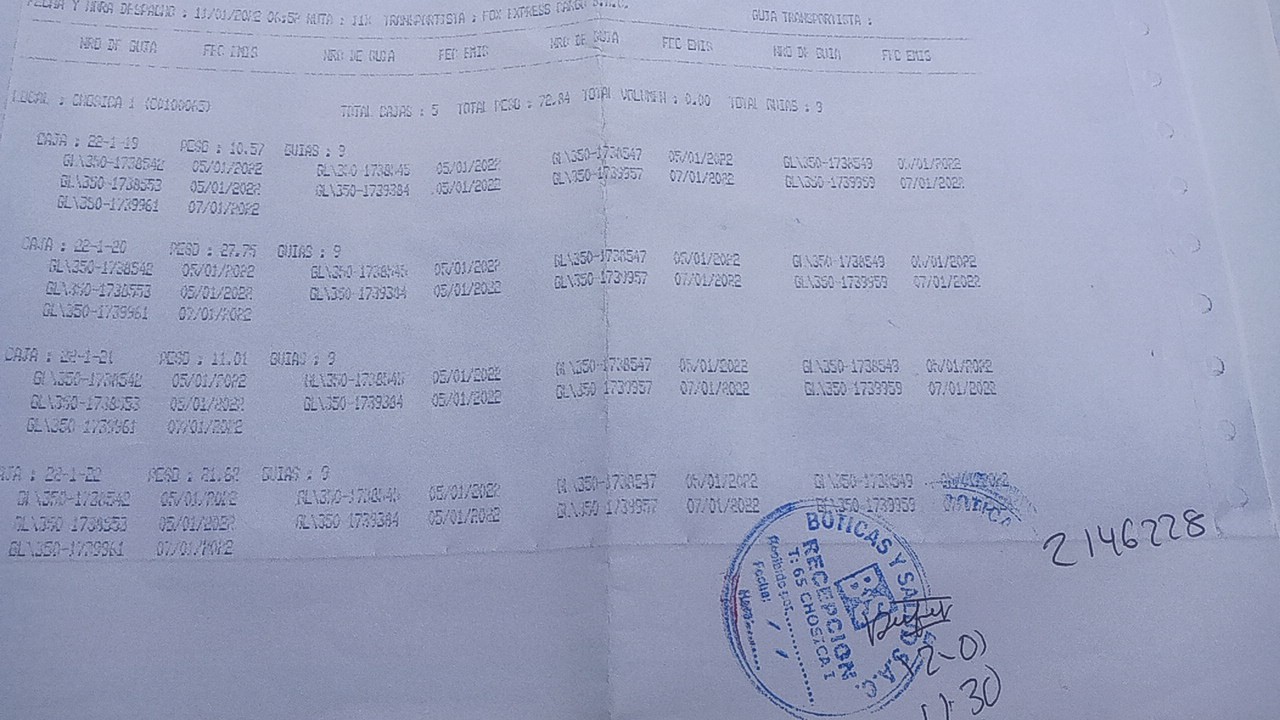 FECHA Y HORA DESPACHO : 11/01/2022 06:52 RUTA : 11X TRANSPORTISTA : FOX EXPRESS CARGO GUIA TRANSPORTISTA :
NRO DE GUIA FEC EMIS NRO DE GUIA FEC EMIS NRO DE GUIA FEC EMIS NRO DE GUIA FEC EMIS
LOCAL : CHOSICA 1 (CD100065) TOTAL CAJAS : 5 TOTAL PESO : 72.84 TOTAL VOLUMEN : 0.00 TOTAL GUIAS : 9
CAJA : 22-1-19 PESO : 10.57 GUIAS : 9
GL\350-1738542 05/01/2022 GL\350-1738545 05/01/2022 GL\350-1738547 05/01/2022 GL\350-1738549 05/01/2022
GL\350-1738553 05/01/2022 GL\350-1739384 05/01/2022 GL\350-1739957 07/01/2022 GL\350-1739959 07/01/2022
GL\350-1739961 07/01/2022
CAJA : 22-1-20 PESO : 27.75 GUIAS : 9
GL\350-1738542 05/01/2022 GL\350-1738545 05/01/2022 GL\350-1738547 05/01/2022 GL\350-1738549 05/01/2022
GL\350-1738553 05/01/2022 GL\350-1739384 05/01/2022 GL\350-1739957 07/01/2022 GL\350-1739959 07/01/2022
GL\350-1739961 07/01/2022
CAJA : 22-1-21 PESO : 11.01 GUIAS : 9
GL\350-1738542 05/01/2022 GL\350-1738545 05/01/2022 GL\350-1738547 05/01/2022 GL\350-1738549 05/01/2022
GL\350-1738553 05/01/2022 GL\350-1739384 05/01/2022 GL\350-1739957 07/01/2022 GL\350-1739959 07/01/2022
GL\350-1739961 07/01/2022
CAJA : 22-1-22 PESO : 21.62 GUIAS : 9
GL\350-1738542 05/01/2022 GL\350-1738545 05/01/2022 GL\350-1738547 05/01/2022 GL\350-1738549
GL\350-1738553 05/01/2022 GL\350-1739384 05/01/2022 GL\350-1739957 07/01/2022 GL\350-1739959
GL\350-1739961 07/01/2022
BOTICA
2146228
BOTICAS Y SALUD S.A.C.
RECEPCION
T: 65 CHOSICA I
Recibido por:
Fecha: / /
Hora:
12-01
11:30